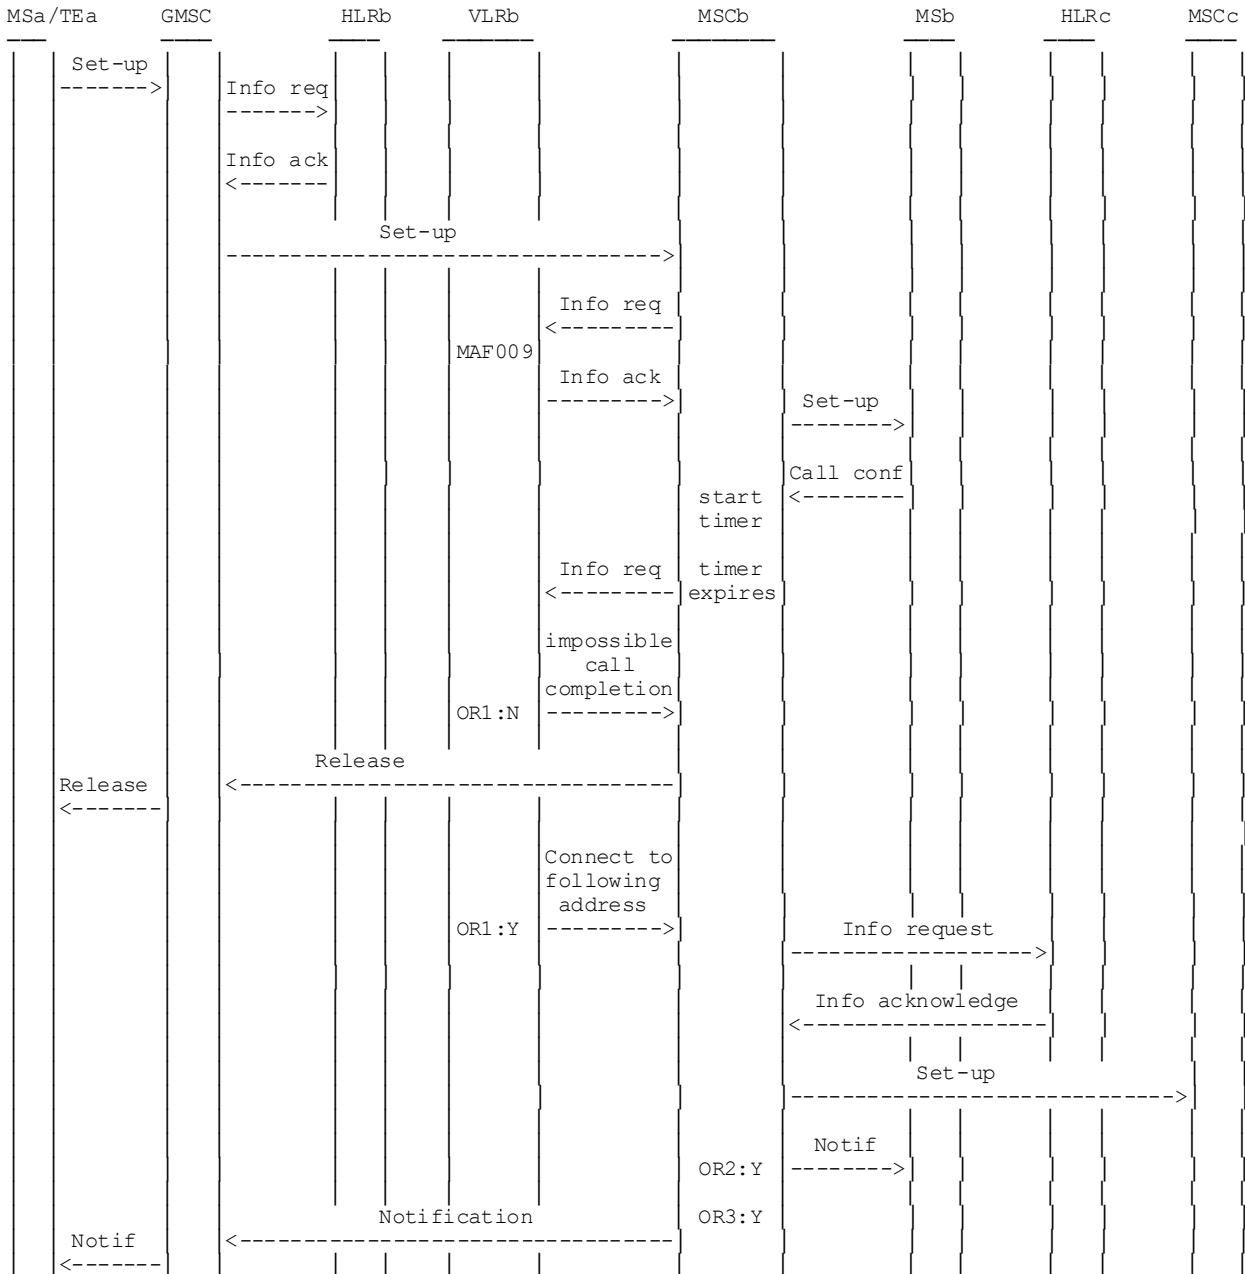 MSa/TEa GMSC HLRb VLRb MSCb MSb HLRc MSCc
Set-up
Info req
Info ack
Set-up
Info req
MAF009
Info ack
Set-up
Call conf
start
timer
Info req timer
expires
impossible
call
completion
OR1:N
Release
Release
Connect to
following
address
OR1:Y Info request
Info acknowledge
Set-up
Notif
OR2:Y
Notification OR3:Y
Notif